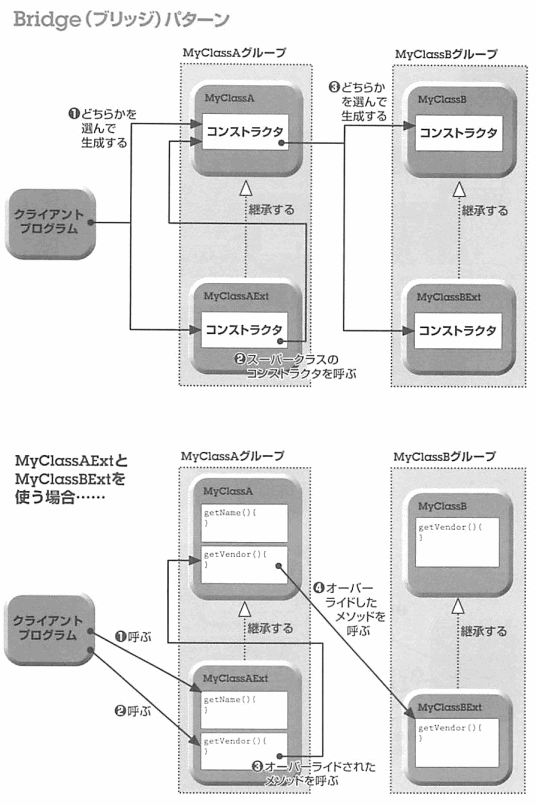 Bridge（ブリッジ）パターン
MyClassAグループ
MyClassBグループ
❶どちらかを
選んで
生成する
MyClassA
コンストラクタ
❸どちらか
を選んで
生成する
MyClassB
コンストラクタ
クライアント
プログラム
継承する
継承する
MyClassAExt
コンストラクタ
MyClassBExt
コンストラクタ
❷スーパークラスの
コンストラクタを呼ぶ
MyClassAExtと
MyClassBExtを
使う場合……
MyClassAグループ
MyClassBグループ
MyClassA
getName(){
}
getVendor(){
}
MyClassB
getVendor(){
}
❹オーバー
ライドした
メソッドを
呼ぶ
クライアント
プログラム
❶呼ぶ
❷呼ぶ
継承する
継承する
MyClassAExt
getName(){
}
getVendor(){
}
MyClassBExt
getVendor(){
}
❸オーバーライドされた
メソッドを呼ぶ